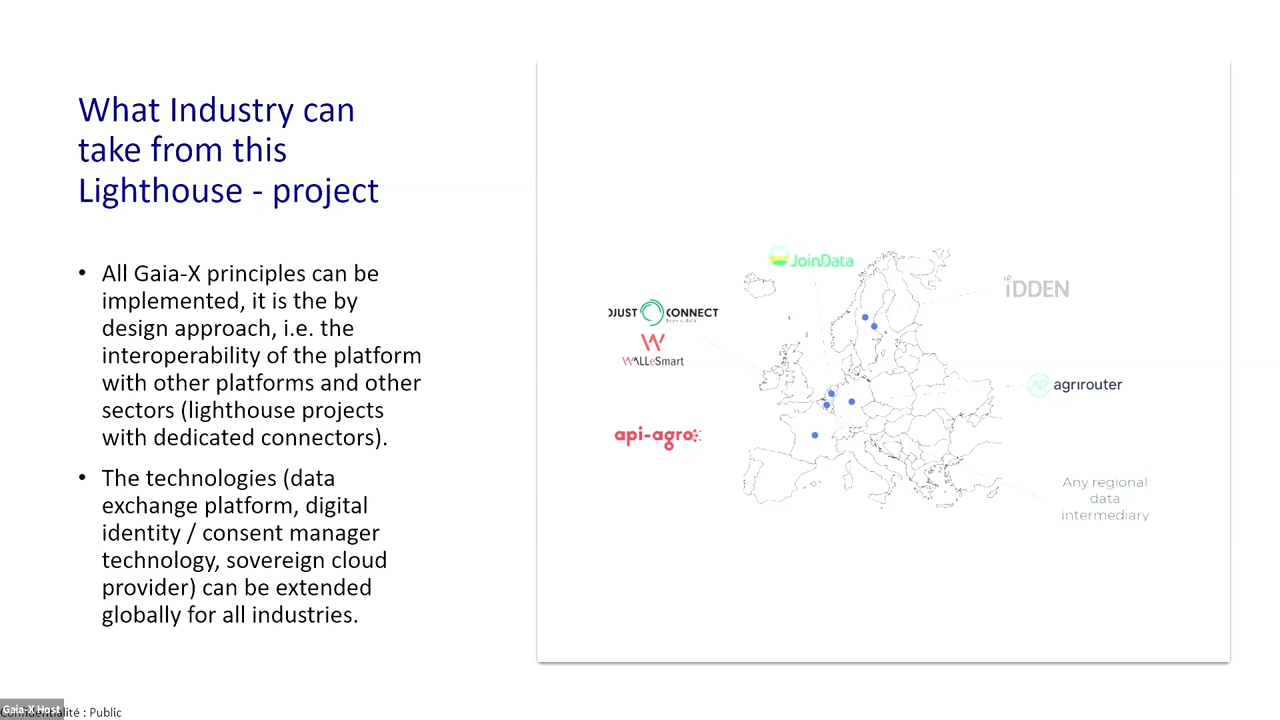 What Industry can
take from this
Lighthouse - project
• All Gaia-X principles can be
implemented, it is the by
design approach, i.e. the
interoperability of the platform
with other platforms and other
sectors (lighthouse projects
with dedicated connectors).
• The technologies (data
exchange platform, digital
identity / consent manager
technology, sovereign cloud
provider) can be extended
globally for all industries.
JoinData
DJUST CONNECT
WALLeSmart
api-agro
iDDEN
agrirouter
Any regional
data
intermediary
Gaia-X Host
Confidentialité : Public